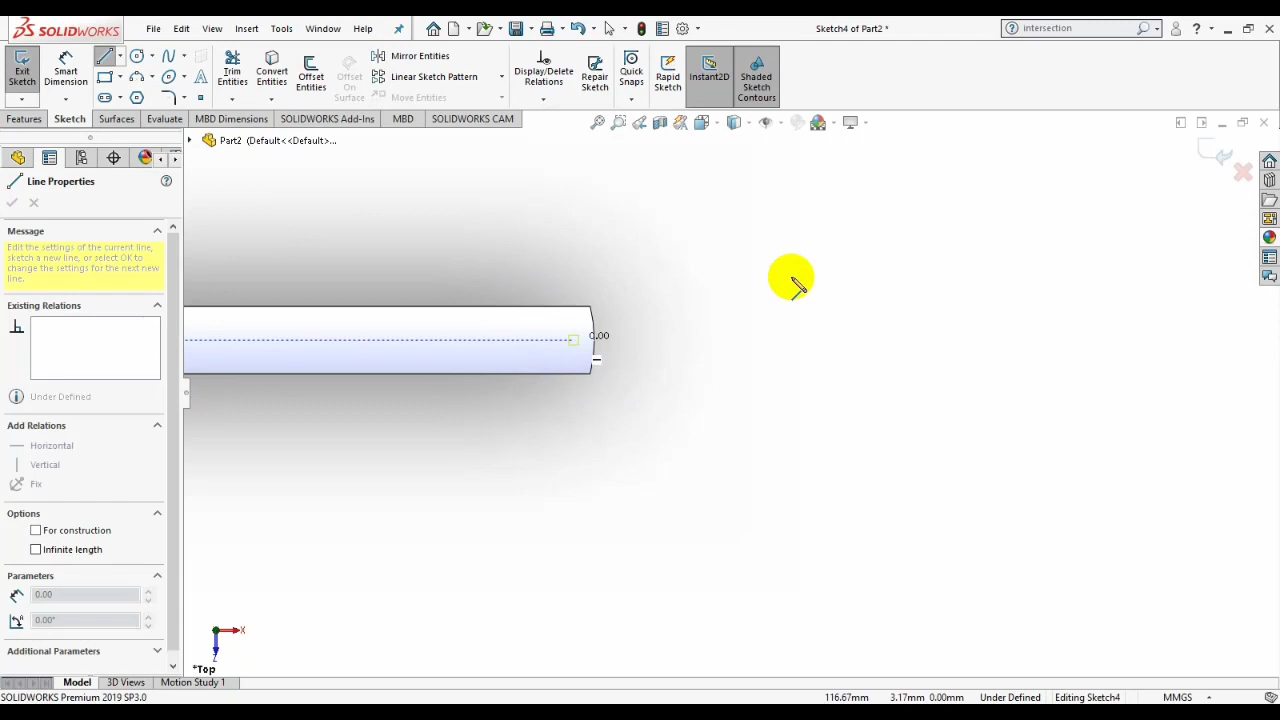 SOLIDWORKS
File Edit View Insert Tools Window Help
Sketch4 of Part2 *
intersection
Exit Sketch
Smart Dimension
Trim Entities
Convert Entities
Offset Entities
Offset On Surface
Mirror Entities
Linear Sketch Pattern
Move Entities
Display/Delete Relations
Repair Sketch
Quick Snaps
Rapid Sketch
Instant2D
Shaded Sketch Contours
Features Sketch Surfaces Evaluate MBD Dimensions SOLIDWORKS Add-Ins MBD SOLIDWORKS CAM
Part2 (Default<<Default>...
Line Properties
Message
Edit the settings of the current line,
sketch a new line, or select OK to
change the settings for the next new
line.
Existing Relations
Under Defined
Add Relations
Horizontal
Vertical
Fix
Options
For construction
Infinite length
Parameters
0.00
0.00°
Additional Parameters
0.00
X
Z
*Top
Model 3D Views Motion Study 1
SOLIDWORKS Premium 2019 SP3.0
116.67mm 3.17mm 0.00mm Under Defined Editing Sketch4 MMGS